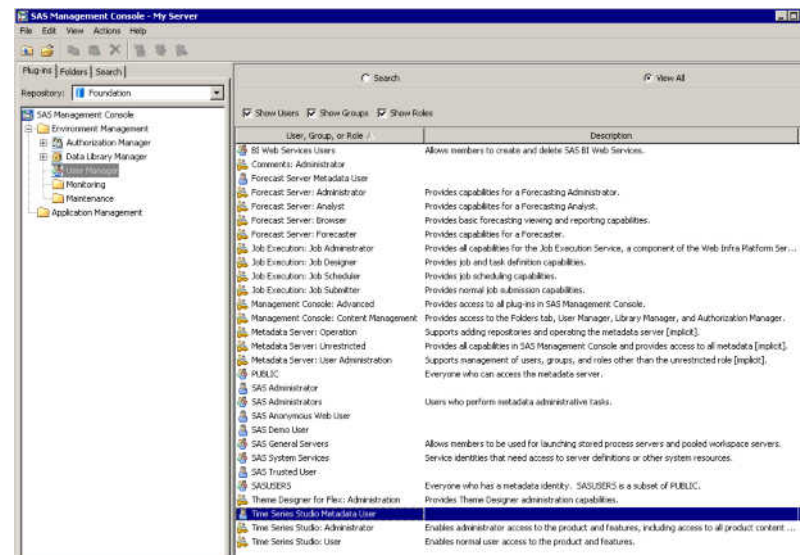 SAS Management Console - My Server
File Edit View Actions Help
Plug-ins Folders Search
Repository: Foundation
SAS Management Console
Environment Management
Authorization Manager
Data Library Manager
User Manager
Monitoring
Maintenance
Application Management
Search View All
Show Users Show Groups Show Roles
User, Group, or Role Description
BI Web Services Users Allows members to create and delete SAS BI Web Services.
Comments: Administrator
Forecast Server Metadata User
Forecast Server: Administrator Provides capabilities for a Forecasting Administrator.
Forecast Server: Analyst Provides capabilites for a Forecasting Analyst.
Forecast Server: Browser Provides basic forecasting viewing and reporting capabilities.
Forecast Server: Forecaster Provides capabilities for a Forecaster.
Job Execution: Job Administrator Provides all capabilities for the Job Execution Service, a component of the Web Infra Platform Ser...
Job Execution: Job Designer Provides job and task definition capabilities.
Job Execution: Job Scheduler Provides job scheduling capabilities.
Job Execution: Job Submitter Provides normal job submission capabilities.
Management Console: Advanced Provides access to all plug-ins in SAS Management Console.
Management Console: Content Management Provides access to the Folders tab, User Manager, Library Manager, and Authorization Manager.
Metadata Server: Operation Supports adding repositories and operating the metadata server [implicit].
Metadata Server: Unrestricted Provides all capabilities in SAS Management Console and provides access to all metadata [implicit].
Metadata Server: User Administration Supports management of users, groups, and roles other than the unrestricted role [implicit].
PUBLIC Everyone who can access the metadata server.
SAS Administrator
SAS Administrators Users who perform metadata administrative tasks.
SAS Anonymous Web User
SAS Demo User
SAS General Servers Allows members to be used for launching stored process servers and pooled workspace servers.
SAS System Services Service identities that need access to server definitions or other system resources.
SAS Trusted User
SASUSERS Everyone who has a metadata identity. SASUSERS is a subset of PUBLIC.
Theme Designer for Flex: Administration Provides Theme Designer administration capabilities.
Time Series Studio Metadata User
Time Series Studio: Administrator Enables administrator access to the product and features, including access to all product content ...
Time Series Studio: User Enables normal user access to the product and features.